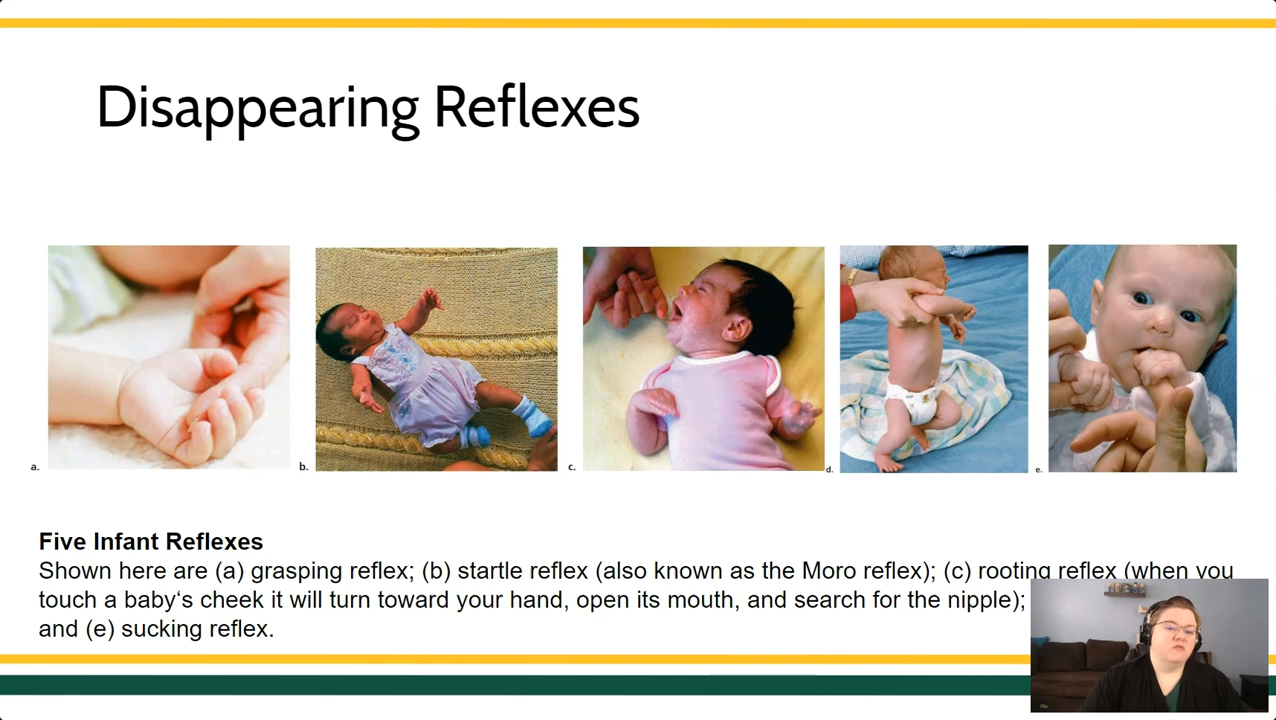 Disappearing Reflexes
a.
b.
c.
d.
e.
Five Infant Reflexes
Shown here are (a) grasping reflex; (b) startle reflex (also known as the Moro reflex); (c) rooting reflex (when you
touch a baby‘s cheek it will turn toward your hand, open its mouth, and search for the nipple);
and (e) sucking reflex.